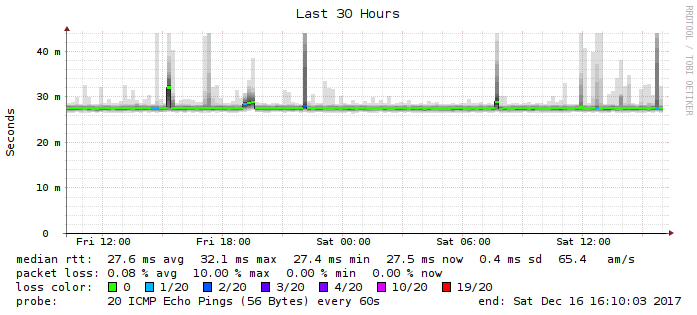 Last 30 Hours
RRDTOOL / TOBI OETIKER
Seconds
40 m
30 m
20 m
10 m
0
Fri 12:00 Fri 18:00 Sat 00:00 Sat 06:00 Sat 12:00
median rtt: 27.6 ms avg 32.1 ms max 27.4 ms min 27.5 ms now 0.4 ms sd 65.4 am/s
packet loss: 0.08 % avg 10.00 % max 0.00 % min 0.00 % now
loss color: 0 1/20 2/20 3/20 4/20 10/20 19/20
probe: 20 ICMP Echo Pings (56 Bytes) every 60s end: Sat Dec 16 16:10:03 2017